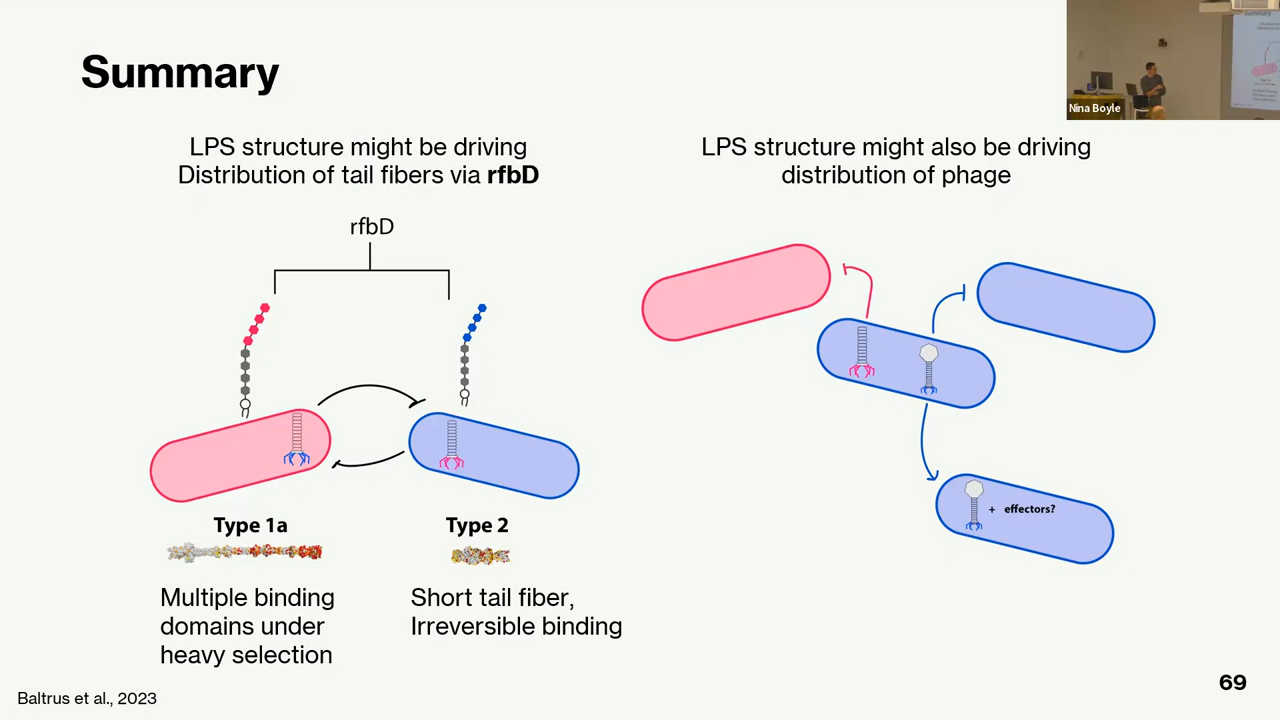 Summary
Nina Boyle
LPS structure might be driving
Distribution of tail fibers via rfbD
rfbD
Type 1a
Type 2
Multiple binding
domains under
heavy selection
Short tail fiber,
Irreversible binding
LPS structure might also be driving
distribution of phage
+ effectors?
Baltrus et al., 2023
69